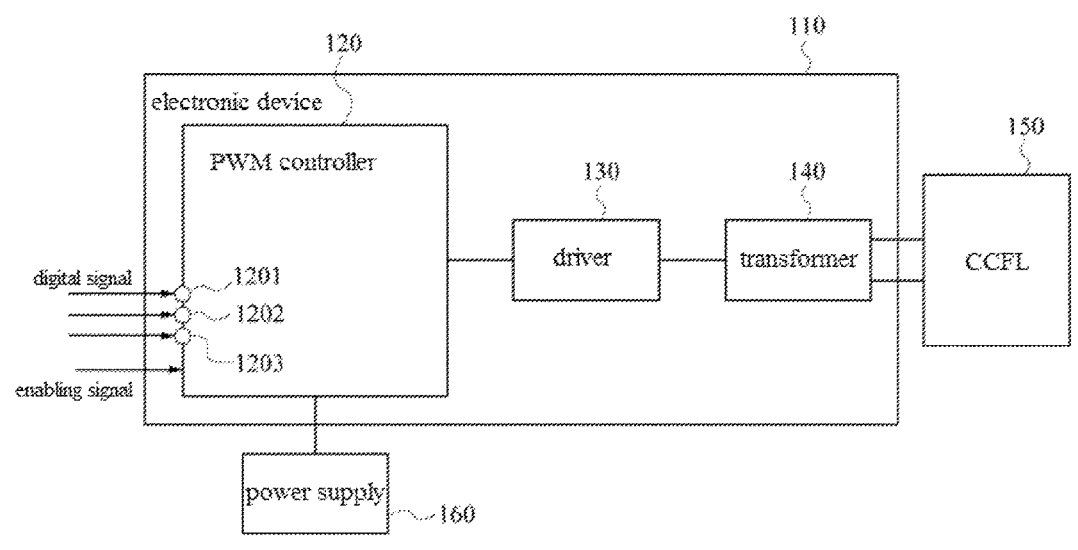 110
120
electronic device
150
PWM controller
130
140
driver
transformer
CCFL
digital signal
1201
1202
1203
enabling signal
power supply
160